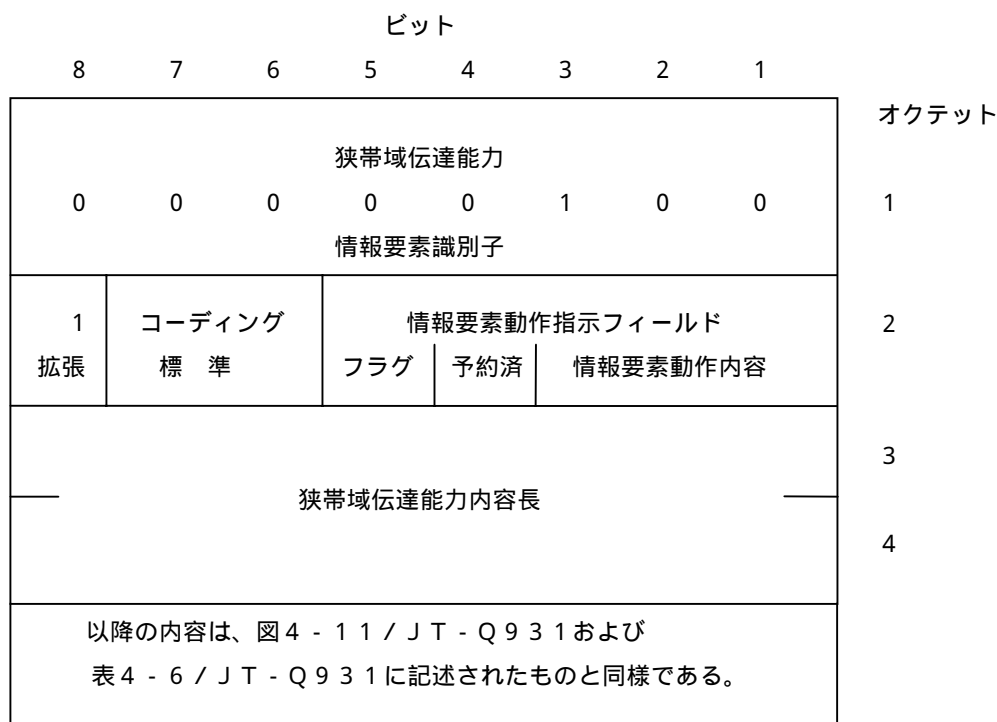 ビット
8 7 6 5 4 3 2 1
オクテット
狭帯域伝達能力
0 0 0 0 0 1 0 0 1
情報要素識別子
1 コーディング 情報要素動作指示フィールド 2
拡張 標 準 フラグ 予約済 情報要素動作内容
3
狭帯域伝達能力内容長
4
以降の内容は、図4-11/JT-Q931および
表4-6/JT-Q931に記述されたものと同様である。